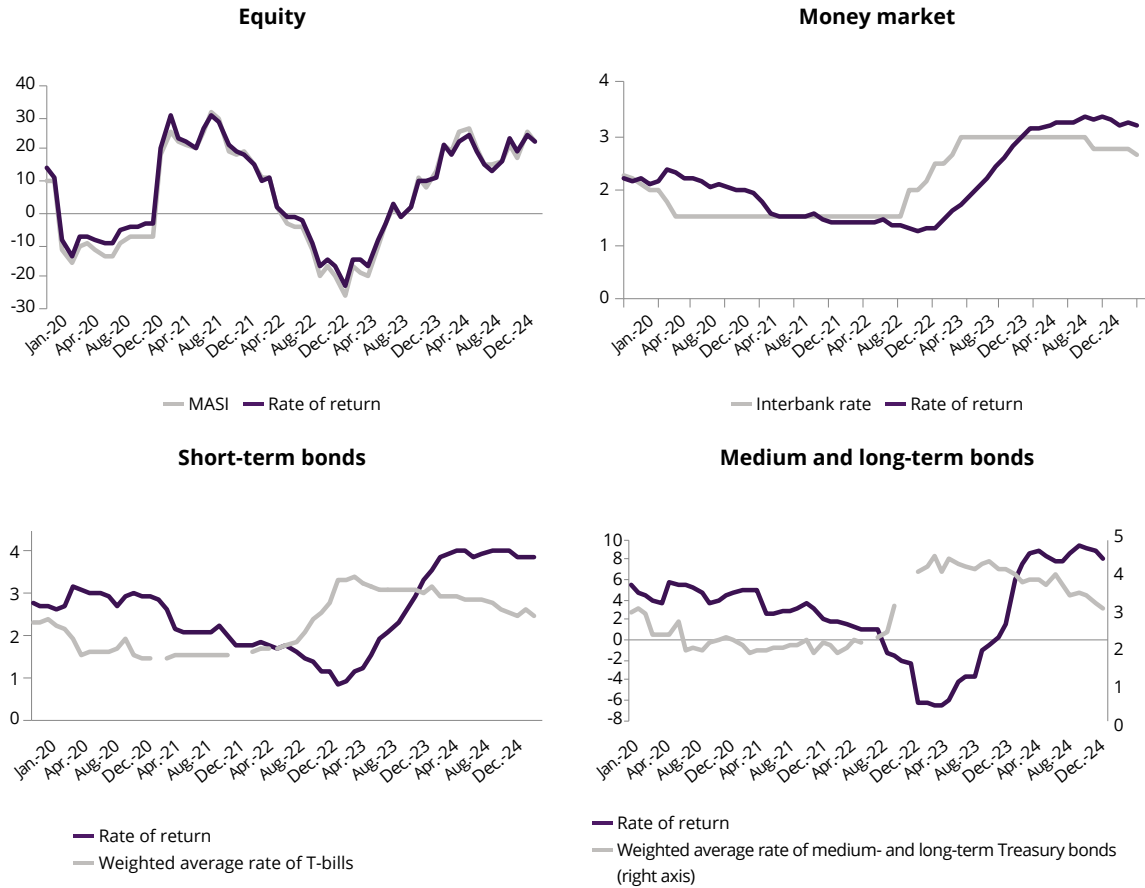 Equity
40
30
20
10
0
-10
-20
-30
Jan.-20
Apr.-20
Aug.-20
Dec.-20
Apr.-21
Aug.-21
Dec.-21
Apr.-22
Aug.-22
Dec.-22
Apr.-23
Aug.-23
Dec.-23
Apr.-24
Aug.-24
Dec.-24
MASI Rate of return
Money market
4
3
2
1
0
Jan.-20
Apr.-20
Aug.-20
Dec.-20
Apr.-21
Aug.-21
Dec.-21
Apr.-22
Aug.-22
Dec.-22
Apr.-23
Aug.-23
Dec.-23
Apr.-24
Aug.-24
Dec.-24
Interbank rate Rate of return
Short-term bonds
4
3
2
1
0
Jan.-20
Apr.-20
Aug.-20
Dec.-20
Apr.-21
Aug.-21
Dec.-21
Apr.-22
Aug.-22
Dec.-22
Apr.-23
Aug.-23
Dec.-23
Apr.-24
Aug.-24
Dec.-24
Rate of return
Weighted average rate of T-bills
Medium and long-term bonds
10
8
6
4
2
0
-2
-4
-6
-8
5
4
3
2
1
0
Jan.-20
Apr.-20
Aug.-20
Dec.-20
Apr.-21
Aug.-21
Dec.-21
Apr.-22
Aug.-22
Dec.-22
Apr.-23
Aug.-23
Dec.-23
Apr.-24
Aug.-24
Dec.-24
Rate of return
Weighted average rate of medium- and long-term Treasury bonds
(right axis)